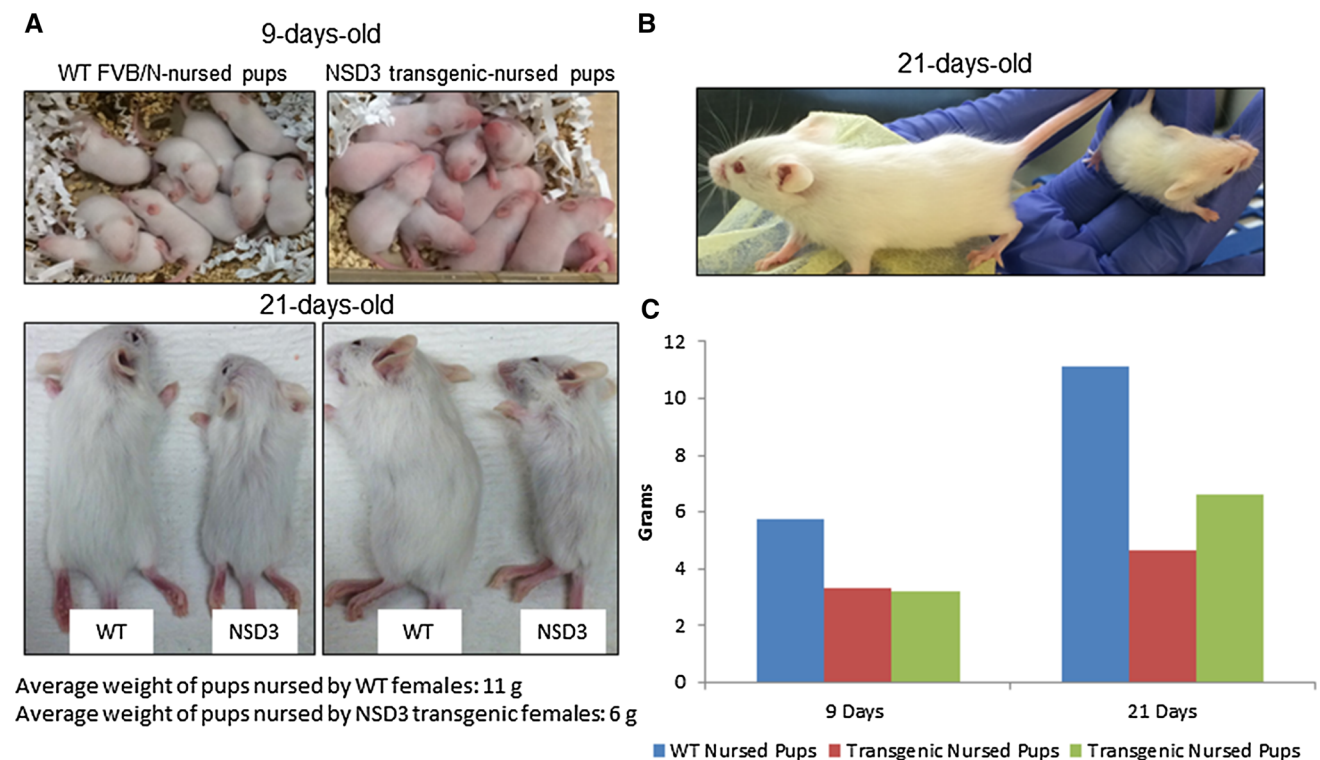 A
9-days-old
WT FVB/N-nursed pups
NSD3 transgenic-nursed pups
21-days-old
WT
NSD3
WT
NSD3
Average weight of pups nursed by WT females: 11 g
Average weight of pups nursed by NSD3 transgenic females: 6 g
B
21-days-old
C
Grams
12
10
8
6
4
2
0
9 Days
21 Days
WT Nursed Pups
Transgenic Nursed Pups
Transgenic Nursed Pups